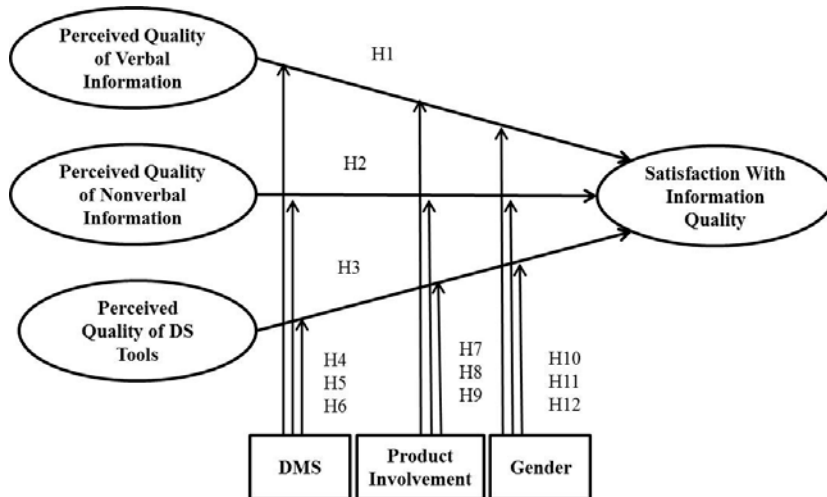 Perceived Quality
of Verbal
Information
H1
H2
Perceived Quality
of Nonverbal
Information
Satisfaction With
Information
Quality
H3
Perceived
Quality of DS
Tools
H4
H5
H6
H7
H8
H9
H10
H11
H12
DMS
Product
Involvement
Gender